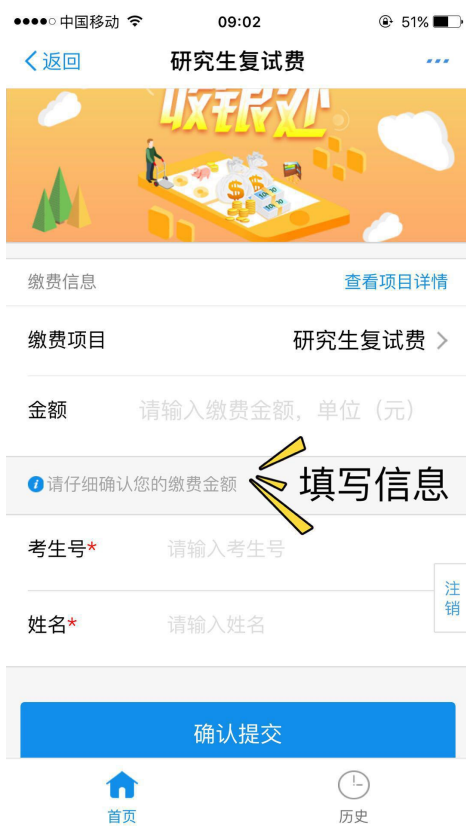 中国移动
09:02
51%
返回
研究生复试费
收银处
缴费信息
查看项目详情
缴费项目
研究生复试费
金额
请输入缴费金额，单位（元）
请仔细确认您的缴费金额
填写信息
考生号*
请输入考生号
注销
姓名*
请输入姓名
确认提交
首页
历史